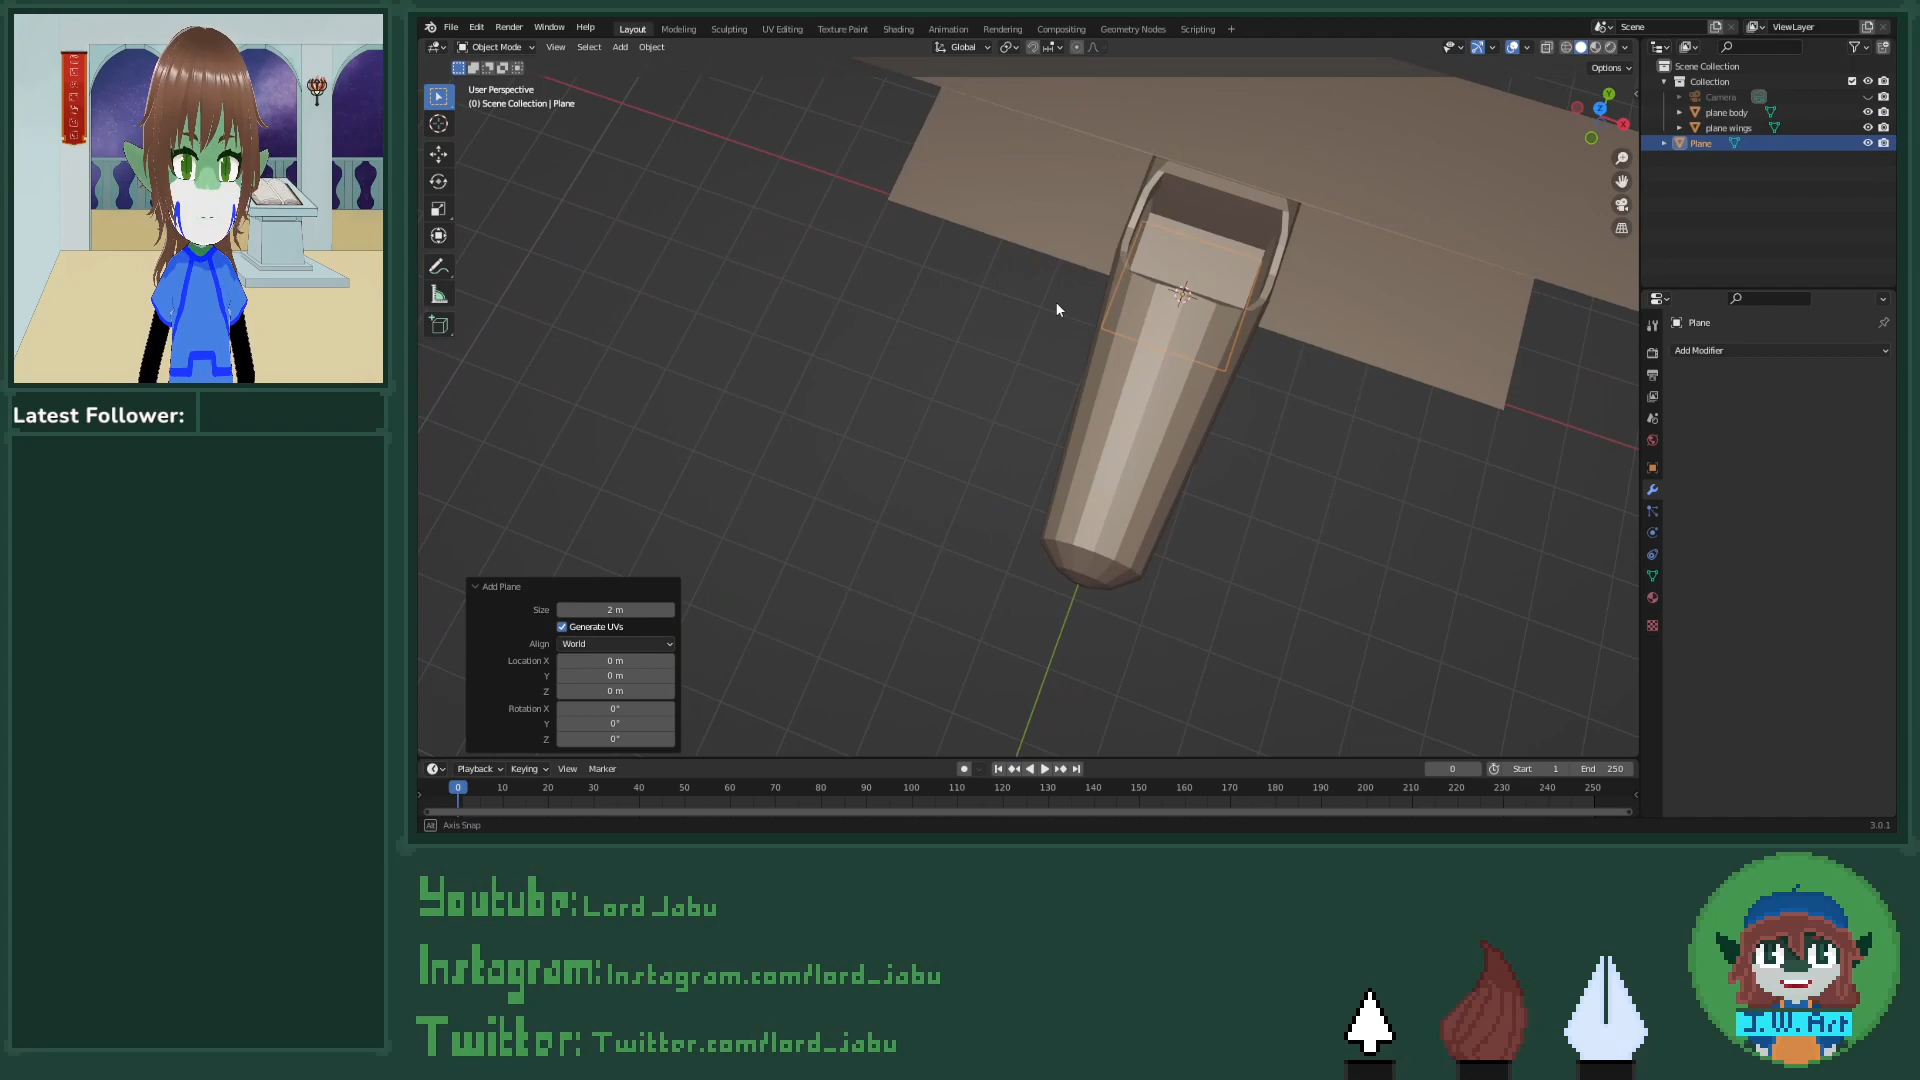 File Edit Render Window Help
Layout Modeling Sculpting UV Editing Texture Paint Shading Animation Rendering Compositing Geometry Nodes Scripting +
Scene
ViewLayer
Object Mode View Select Add Object
Global
Options
User Perspective
(0) Scene Collection | Plane
Y
Z
X
Scene Collection
Collection
Camera
plane body
plane wings
Plane
Plane
Add Modifier
Latest Follower:
Add Plane
Size 2 m
Generate UVs
Align World
Location X 0 m
Y 0 m
Z 0 m
Rotation X 0°
Y 0°
Z 0°
Playback Keying View Marker
0
Start 1
End 250
0 10 20 30 40 50 60 70 80 90 100 110 120 130 140 150 160 170 180 190 200 210 220 230 240 250
Alt Axis Snap
3.0.1
Youtube: Lord Jabu
Instagram: Instagram.com/lord_jabu
Twitter: Twitter.com/lord_jabu
J.W. Art